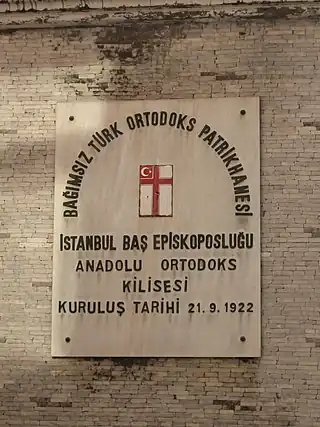 BAĞIMSIZ TÜRK ORTODOKS PATRİKHANESİ
İSTANBUL BAŞ EPİSKOPOSLUĞU
ANADOLU ORTODOKS
KİLİSESİ
KURULUŞ TARİHİ 21.9.1922